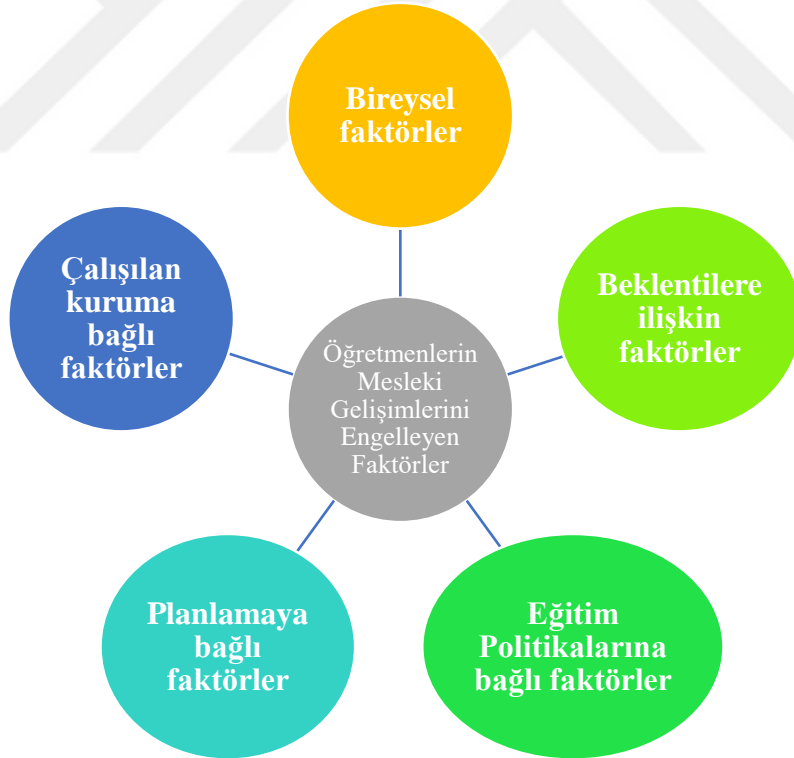 Bireysel
faktörler
Beklentilere
ilişkin
faktörler
Eğitim
Politikalarına
bağlı faktörler
Planlamaya
bağlı
faktörler
Çalışılan
kuruma
bağlı
faktörler
Öğretmenlerin
Mesleki
Gelişimlerini
Engelleyen
Faktörler